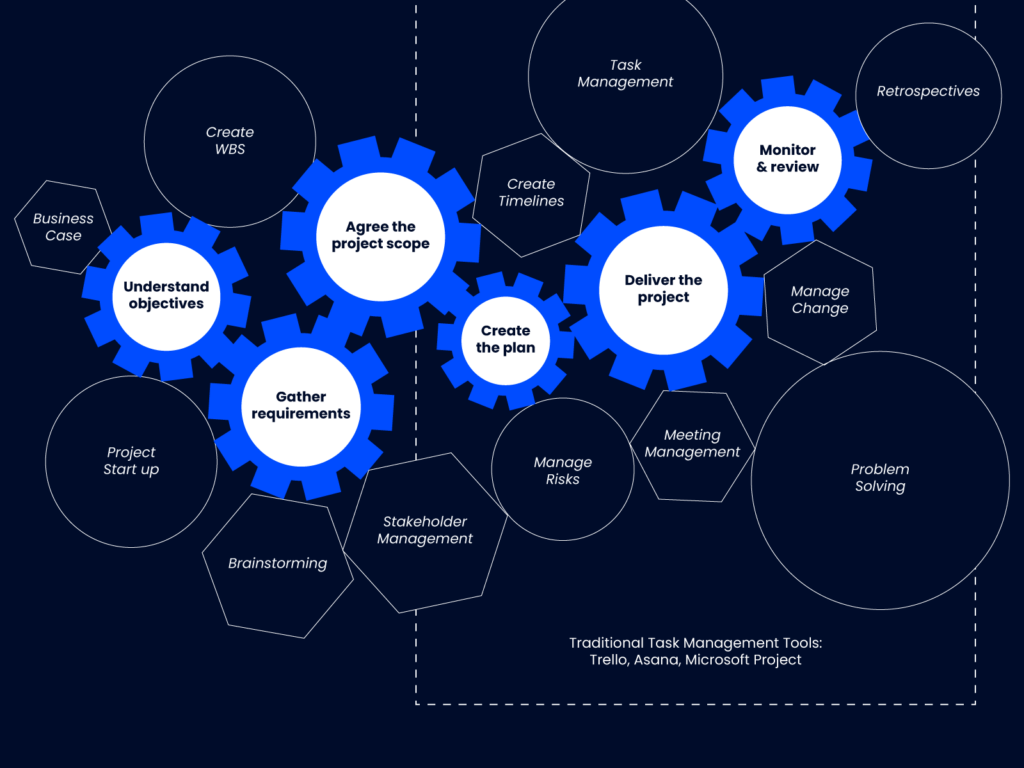 Task
Management
Retrospectives
Create
WBS
Monitor
& review
Create
Timelines
Business
Case
Agree the
project scope
Understand
objectives
Deliver the
project
Manage
Change
Create
the plan
Gather
requirements
Project
Start up
Manage
Risks
Meeting
Management
Problem
Solving
Stakeholder
Management
Brainstorming
Traditional Task Management Tools:
Trello, Asana, Microsoft Project